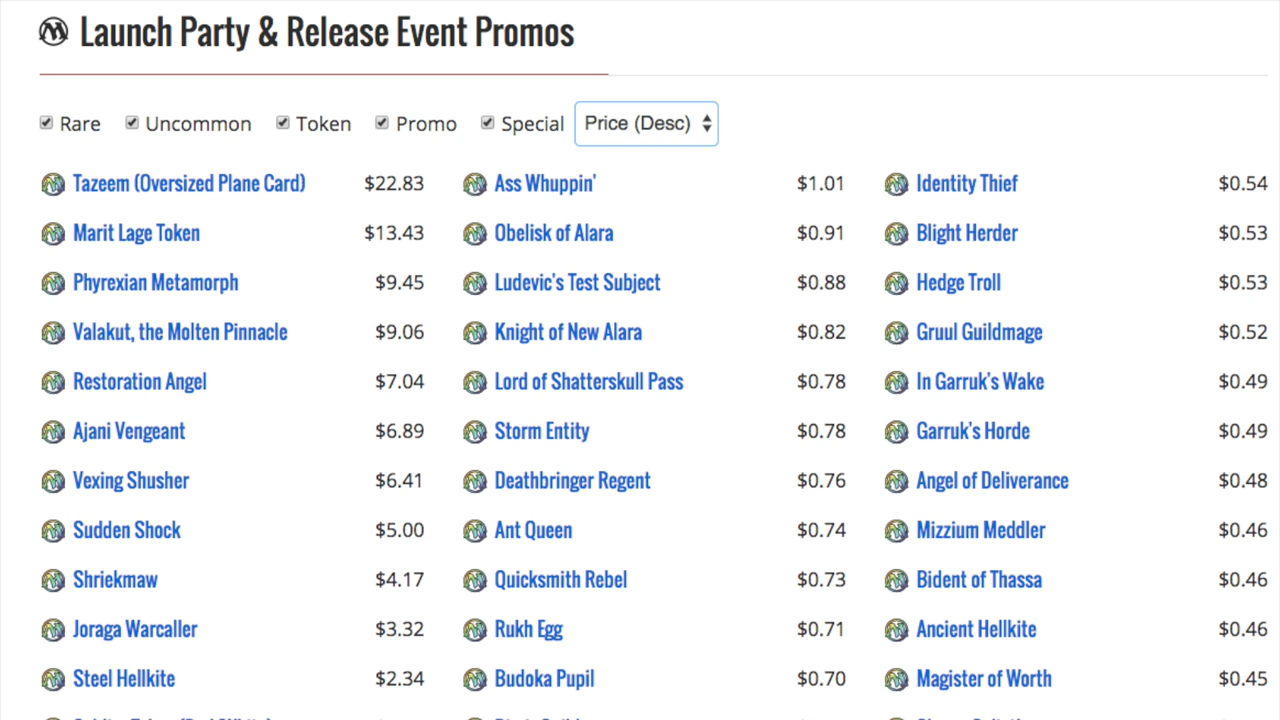 Launch Party & Release Event Promos
Rare Uncommon Token Promo Special Price (Desc)
Tazeem (Oversized Plane Card) $22.83 Ass Whuppin' $1.01 Identity Thief $0.54
Marit Lage Token $13.43 Obelisk of Alara $0.91 Blight Herder $0.53
Phyrexian Metamorph $9.45 Ludevic's Test Subject $0.88 Hedge Troll $0.53
Valakut, the Molten Pinnacle $9.06 Knight of New Alara $0.82 Gruul Guildmage $0.52
Restoration Angel $7.04 Lord of Shatterskull Pass $0.78 In Garruk's Wake $0.49
Ajani Vengeant $6.89 Storm Entity $0.78 Garruk's Horde $0.49
Vexing Shusher $6.41 Deathbringer Regent $0.76 Angel of Deliverance $0.48
Sudden Shock $5.00 Ant Queen $0.74 Mizzium Meddler $0.46
Shriekmaw $4.17 Quicksmith Rebel $0.73 Bident of Thassa $0.46
Joraga Warcaller $3.32 Rukh Egg $0.71 Ancient Hellkite $0.46
Steel Hellkite $2.34 Budoka Pupil $0.70 Magister of Worth $0.45